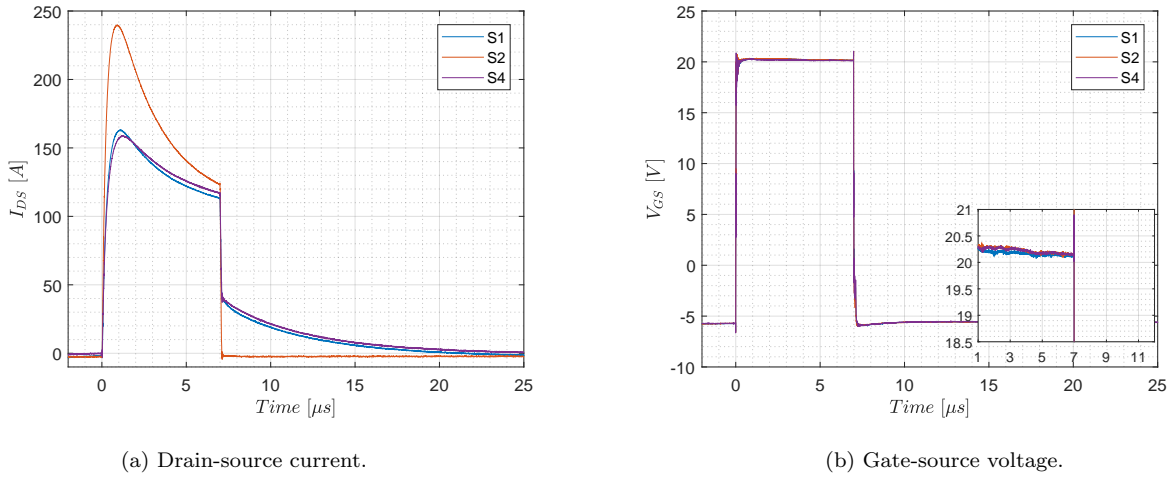 250
200
150
100
50
0
I_DS [A]
S1
S2
S4
0 5 10 15 20 25
Time [μs]
(a) Drain-source current.
25
20
15
10
5
0
-5
-10
V_GS [V]
S1
S2
S4
21
20.5
20
19.5
19
18.5
1 3 5 7 9 11
0 5 10 15 20 25
Time [μs]
(b) Gate-source voltage.